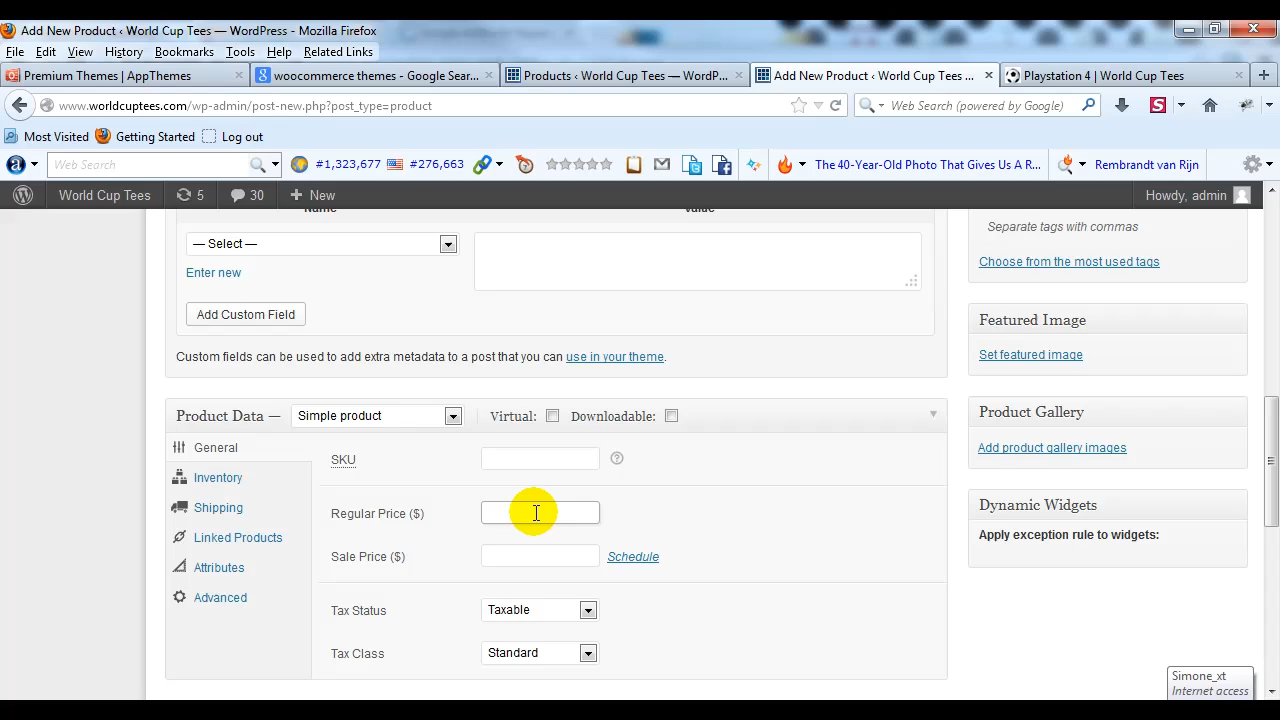 Add New Product ‹ World Cup Tees — WordPress - Mozilla Firefox
File Edit View History Bookmarks Tools Help Related Links
Premium Themes | AppThemes
woocommerce themes - Google Sear...
Products ‹ World Cup Tees — WordP...
Add New Product ‹ World Cup Tees ...
Playstation 4 | World Cup Tees
www.worldcuptees.com/wp-admin/post-new.php?post_type=product
Web Search (powered by Google)
Most Visited Getting Started Log out
Web Search #1,323,677 #276,663 The 40-Year-Old Photo That Gives Us A R... Rembrandt van Rijn
World Cup Tees 5 30 + New Howdy, admin
Name Value
— Select —
Enter new
Add Custom Field
Custom fields can be used to add extra metadata to a post that you can use in your theme.
Product Data — Simple product Virtual: Downloadable:
General
Inventory
Shipping
Linked Products
Attributes
Advanced
SKU
Regular Price ($)
Sale Price ($) Schedule
Tax Status Taxable
Tax Class Standard
Separate tags with commas
Choose from the most used tags
Featured Image
Set featured image
Product Gallery
Add product gallery images
Dynamic Widgets
Apply exception rule to widgets:
Simone_xt
Internet access